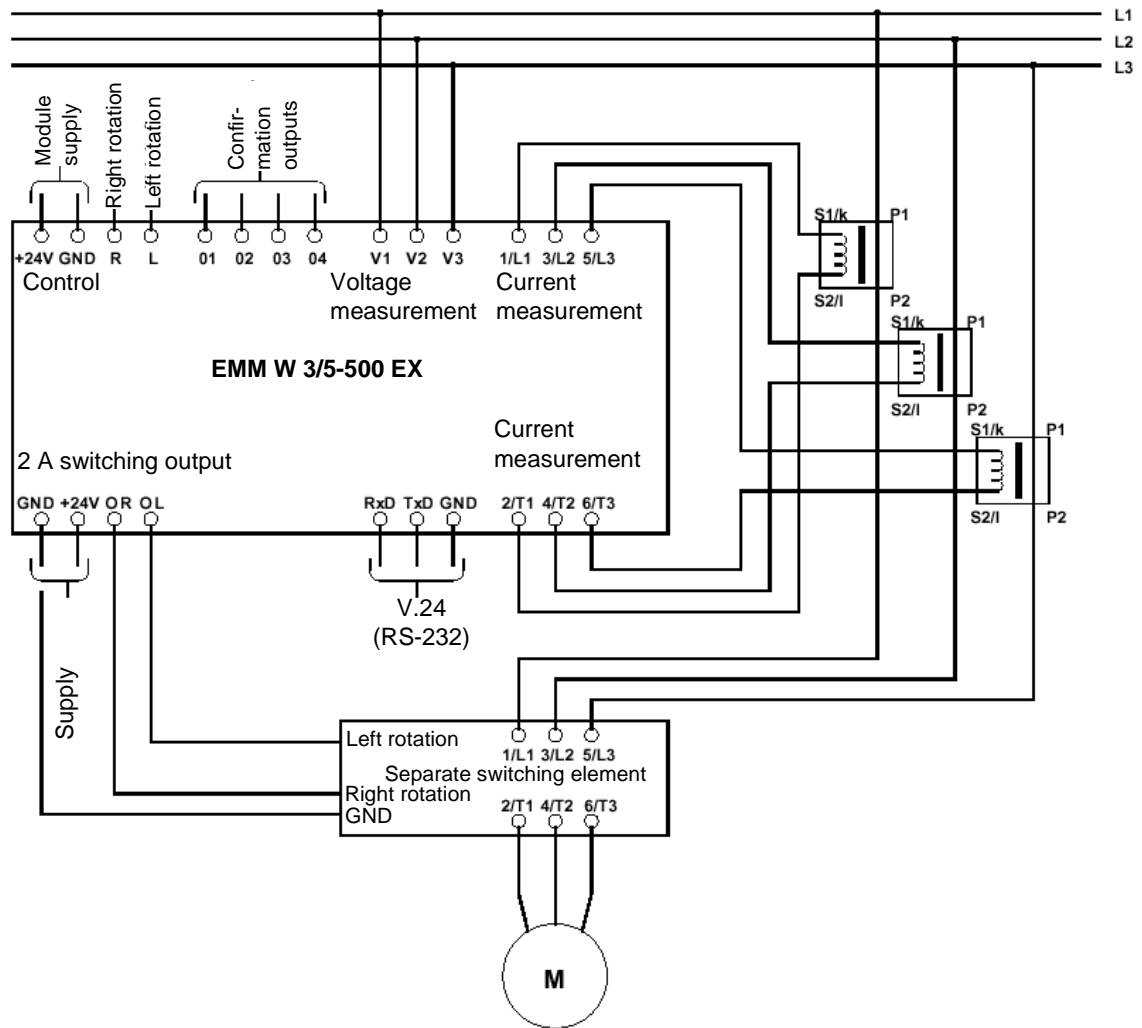 L1
L2
L3
Module
supply
Right rotation
Left rotation
Confir-
mation
outputs
+24V GND R L 01 02 03 04 V1 V2 V3 1/L1 3/L2 5/L3
Control
Voltage
measurement
Current
measurement
EMM W 3/5-500 EX
S1/k P1
S2/l P2
S1/k P1
S2/l P2
S1/k P1
S2/l P2
2 A switching output
Current
measurement
GND +24V OR OL RxD TxD GND 2/T1 4/T2 6/T3
V.24
(RS-232)
Supply
Left rotation
1/L1 3/L2 5/L3
Separate switching element
Right rotation
GND
2/T1 4/T2 6/T3
M